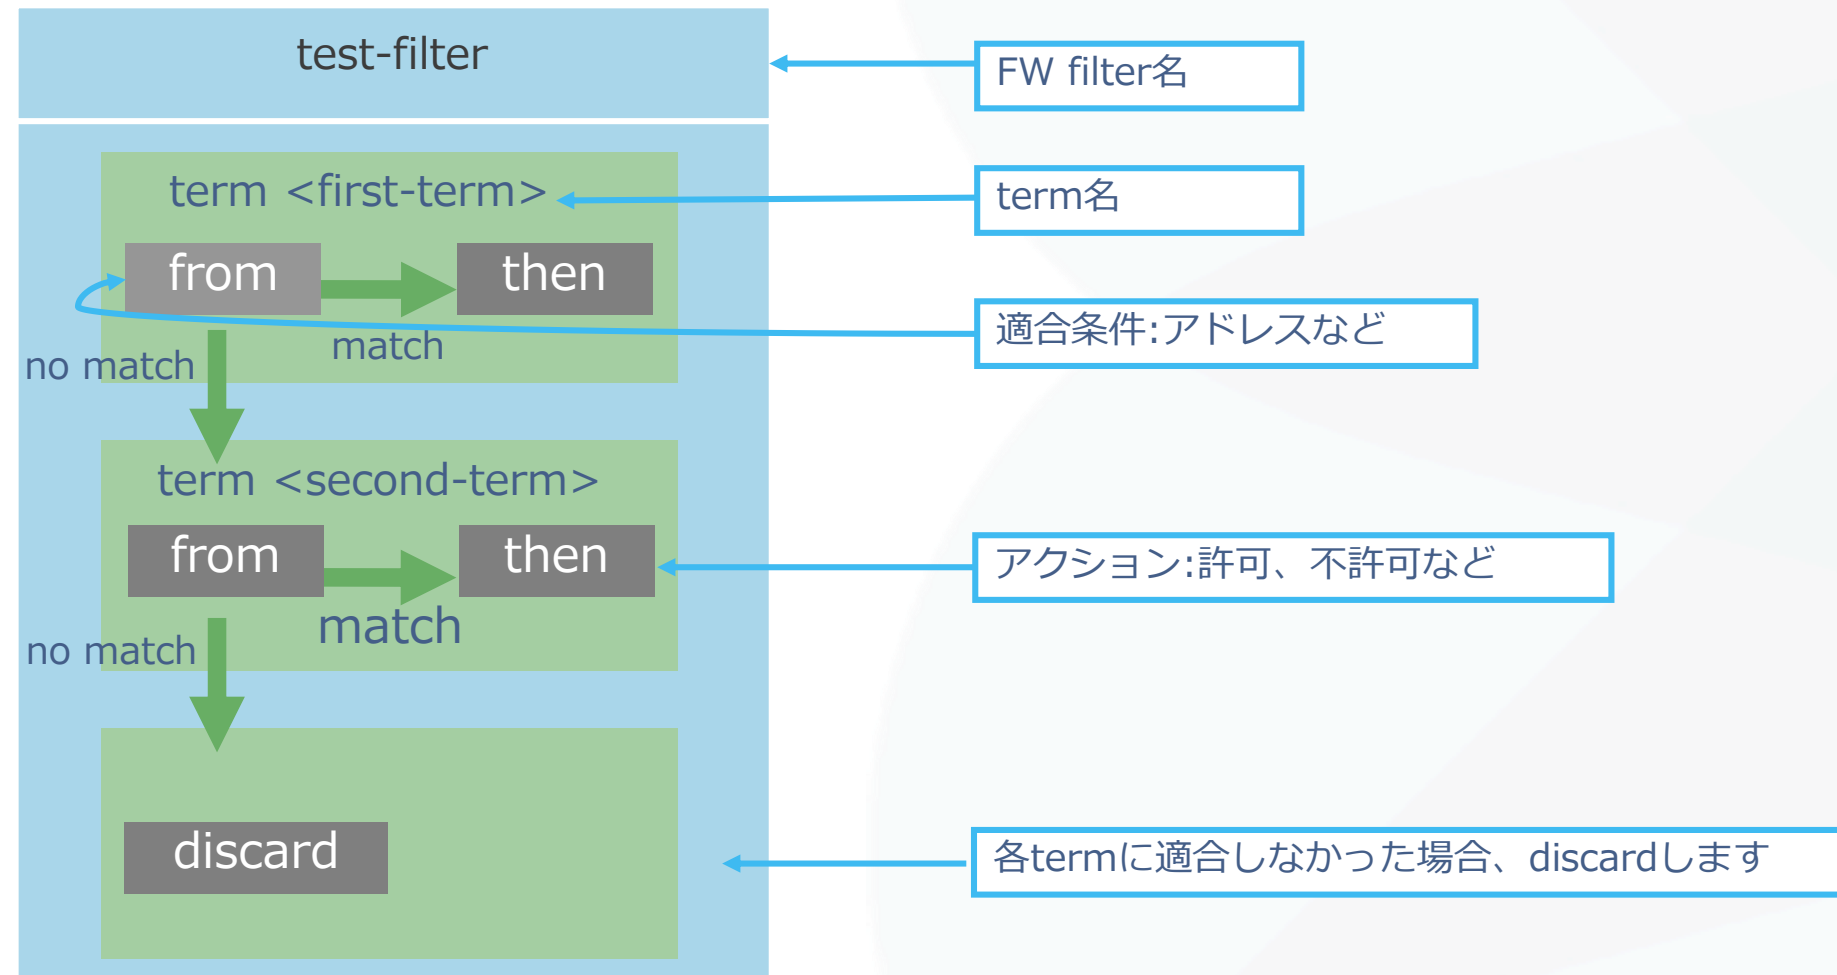 test-filter
FW filter名
term <first-term>
term名
from
then
match
no match
適合条件:アドレスなど
term <second-term>
from
then
アクション:許可、不許可など
match
no match
discard
各termに適合しなかった場合、discardします